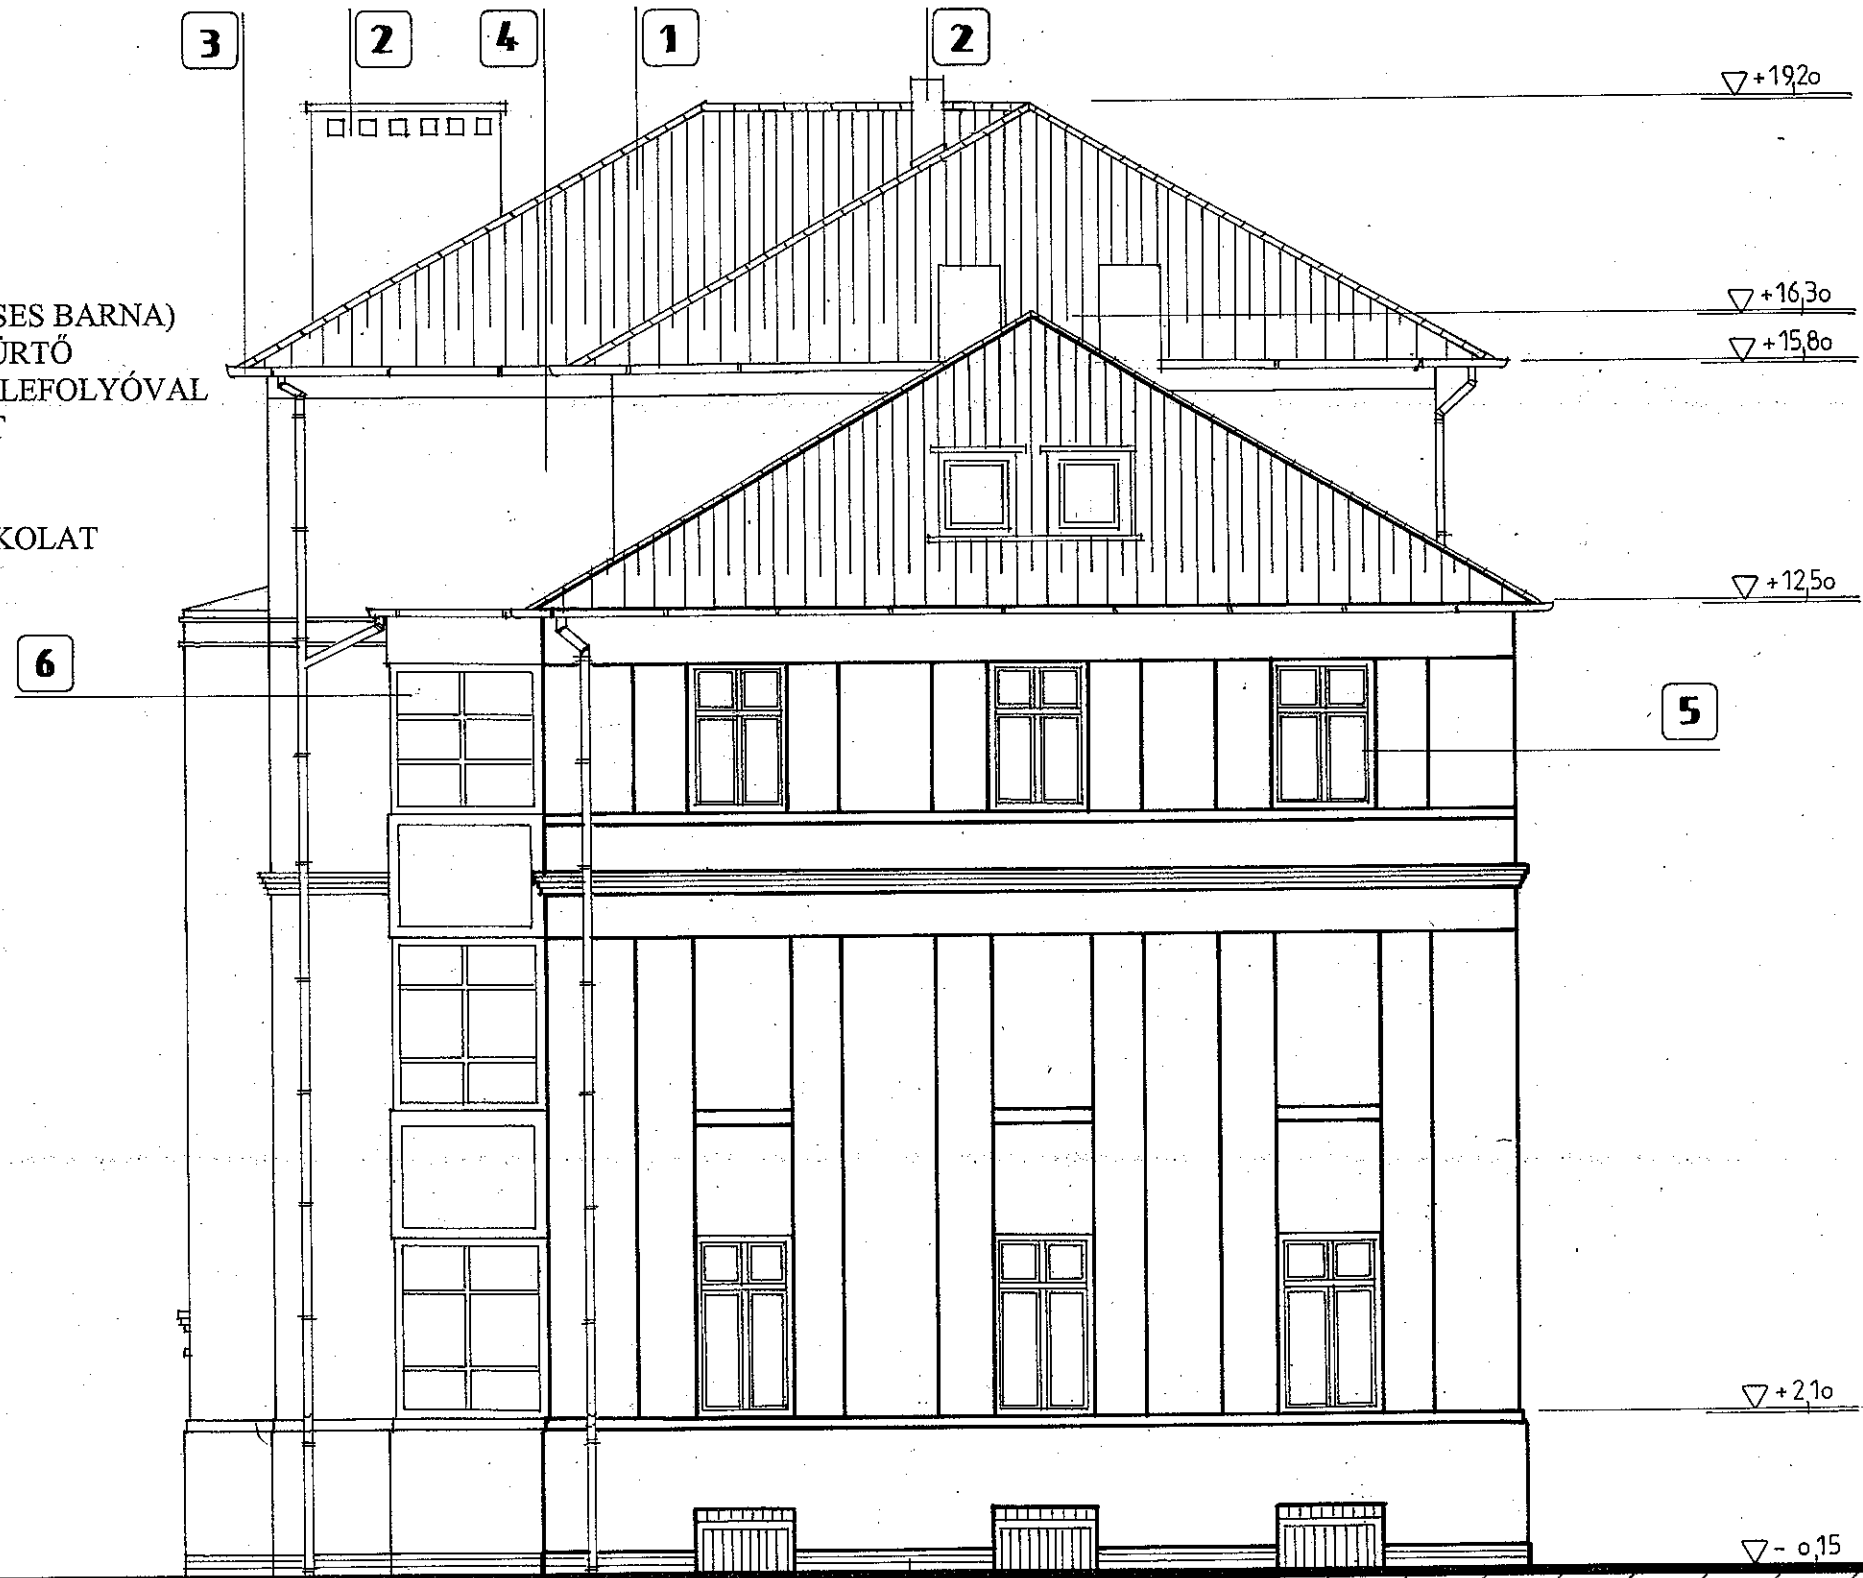 3 2 4 1 2
+19,20
SES BARNA)
+16,30
ÜRTŐ
+15,80
LEFOLYÓVAL
KOLAT
+12,50
6
5
+2,10
- 0,15